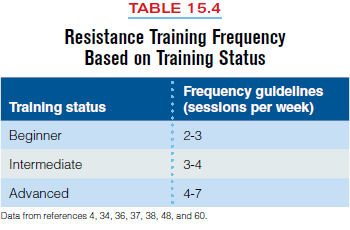 TABLE 15.4
Resistance Training Frequency
Based on Training Status
Training status
Frequency guidelines
(sessions per week)
Beginner 2-3
Intermediate 3-4
Advanced 4-7
Data from references 4, 34, 36, 37, 38, 48, and 60.